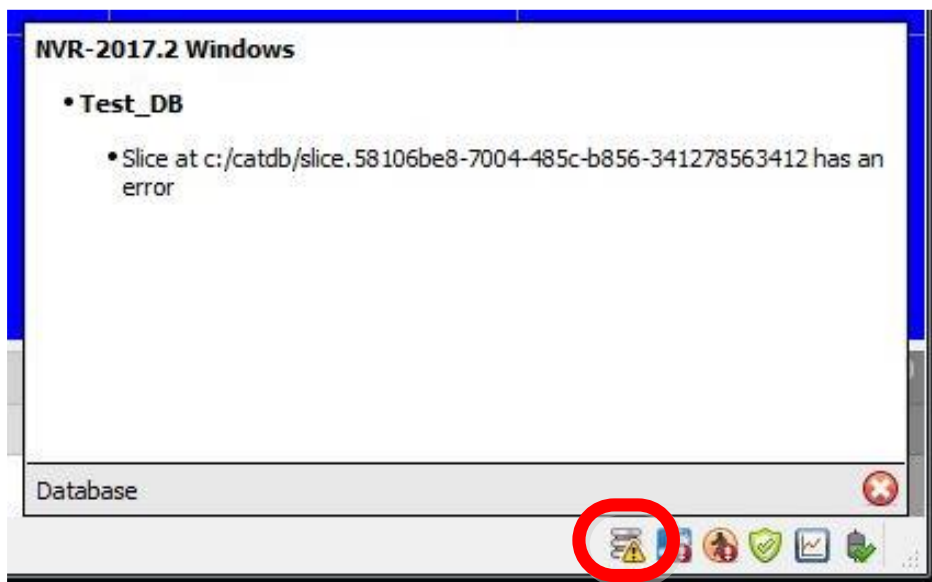 NVR-2017.2 Windows
• Test_DB
• Slice at c:/catdb/slice.58106be8-7004-485c-b856-341278563412 has an
error
Database